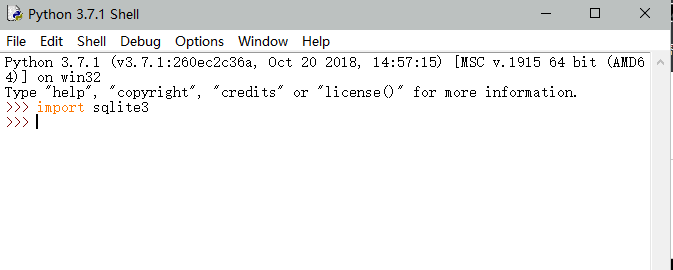 Python 3.7.1 Shell
File Edit Shell Debug Options Window Help
Python 3.7.1 (v3.7.1:260ec2c36a, Oct 20 2018, 14:57:15) [MSC v.1915 64 bit (AMD6
4)] on win32
Type "help", "copyright", "credits" or "license()" for more information.
>>> import sqlite3
>>>